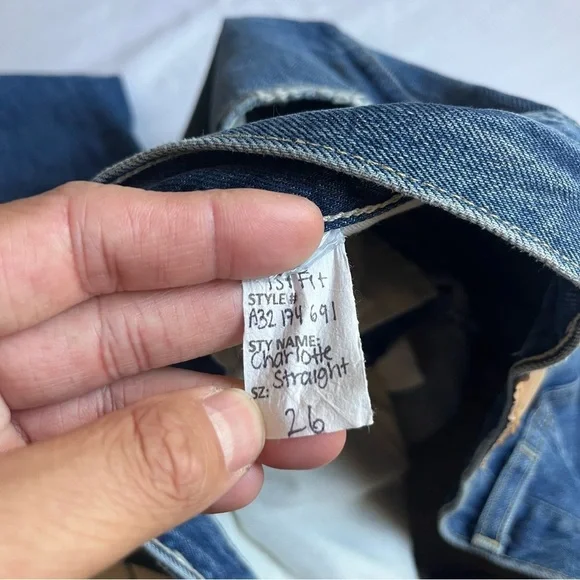 1st Fit
STYLE#
A32 174 691
STY NAME:
Charlotte
SZ: Straight
26